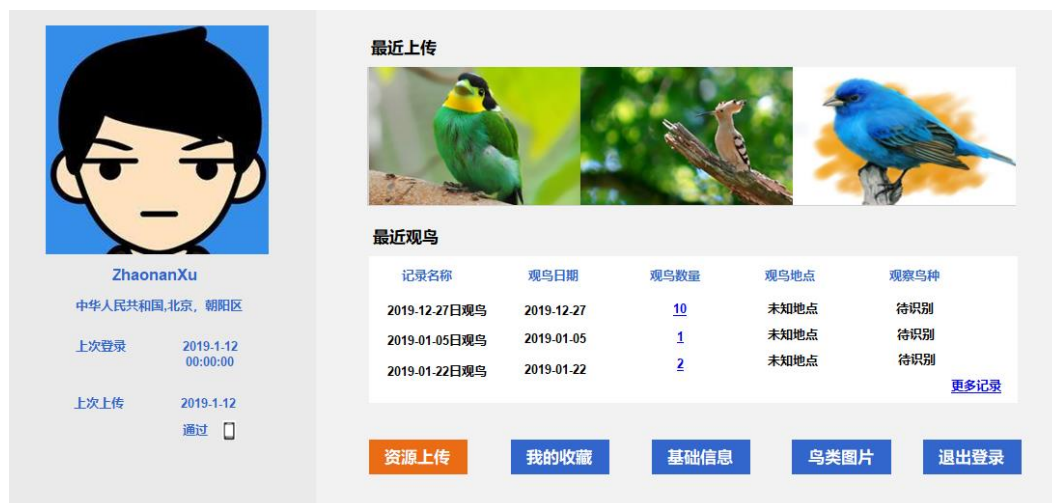 ZhaonanXu
中华人民共和国,北京, 朝阳区
上次登录 2019-1-12
00:00:00
上次上传 2019-1-12
通过
最近上传
最近观鸟
记录名称 观鸟日期 观鸟数量 观鸟地点 观察鸟种
2019-12-27日观鸟 2019-12-27 10 未知地点 待识别
2019-01-05日观鸟 2019-01-05 1 未知地点 待识别
2019-01-22日观鸟 2019-01-22 2 未知地点 待识别
更多记录
资源上传 我的收藏 基础信息 鸟类图片 退出登录